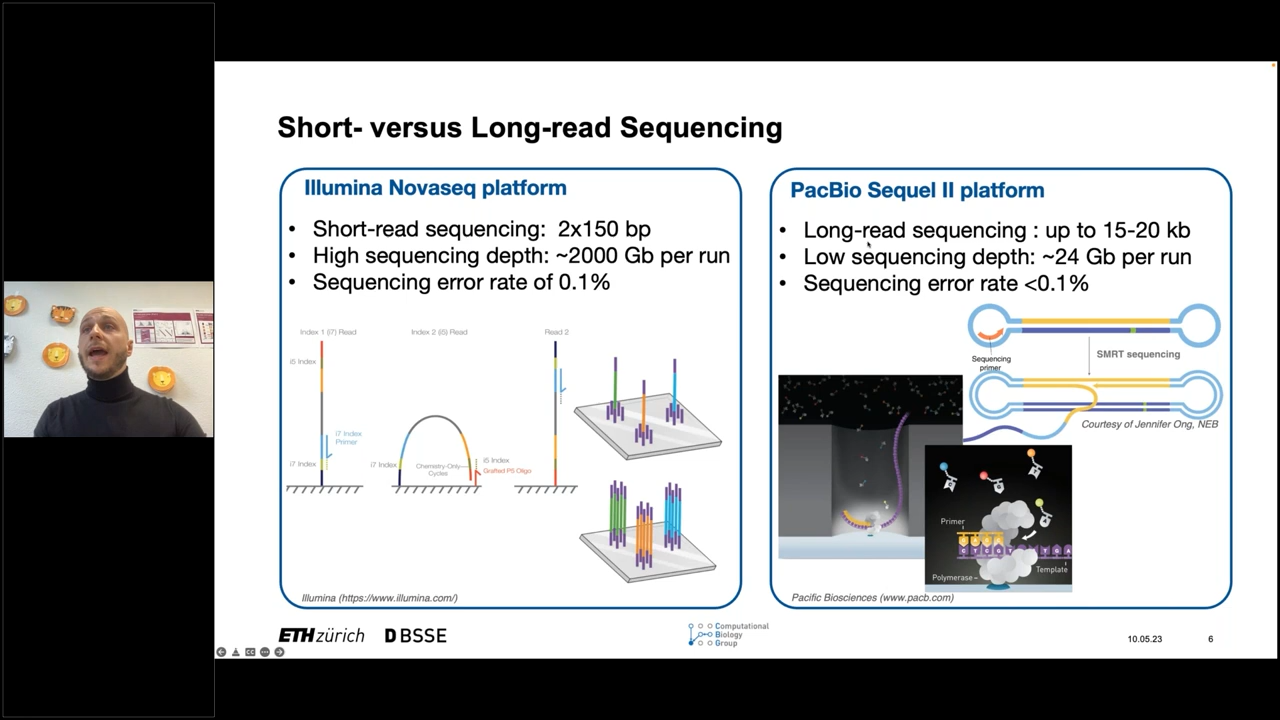 Short- versus Long-read Sequencing
Illumina Novaseq platform
• Short-read sequencing: 2x150 bp
• High sequencing depth: ~2000 Gb per run
• Sequencing error rate of 0.1%
Index 1 (i7) Read
Index 2 (i5) Read
Read 2
i5 Index
i7 Index
Primer
i7 Index
i7 Index
Chemistry-Only
Cycles
i5 Index
Grafted P5 Oligo
Illumina (https://www.illumina.com/)
PacBio Sequel II platform
• Long-read sequencing : up to 15-20 kb
• Low sequencing depth: ~24 Gb per run
• Sequencing error rate <0.1%
Sequencing
primer
SMRT sequencing
Courtesy of Jennifer Ong, NEB
Primer
Template
Polymerase
Pacific Biosciences (www.pacb.com)
ETH zürich D BSSE
Computational
Biology
Group
10.05.23
6